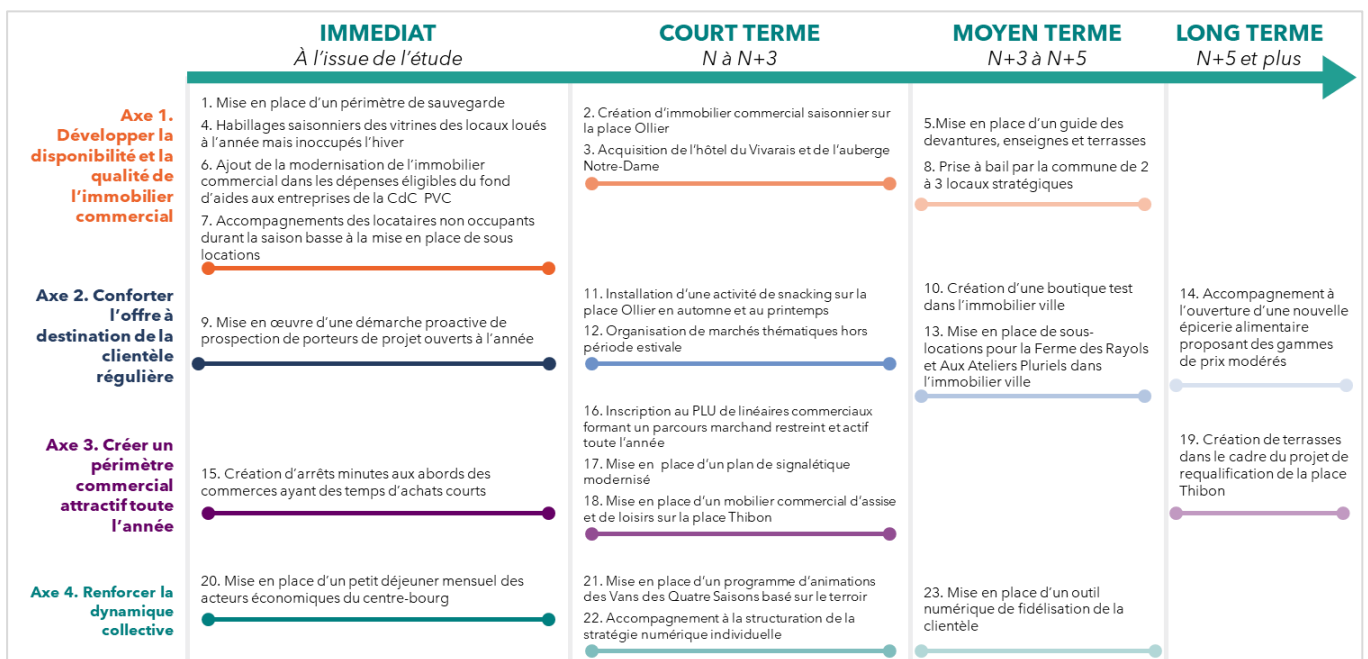 IMMEDIAT
À l'issue de l'étude
COURT TERME
N à N+3
MOYEN TERME
N+3 à N+5
LONG TERME
N+5 et plus
Axe 1.
Développer la
disponibilité et la
qualité de
l'immobilier
commercial
1. Mise en place d'un périmètre de sauvegarde
4. Habillages saisonniers des vitrines des locaux loués
à l'année mais inoccupés l'hiver
6. Ajout de la modernisation de l'immobilier
commercial dans les dépenses éligibles du fond
d'aides aux entreprises de la CdC PVC
7. Accompagnements des locataires non occupants
durant la saison basse à la mise en place de sous
locations
2. Création d'immobilier commercial saisonnier sur
la place Ollier
3. Acquisition de l'hôtel du Vivarais et de l'auberge
Notre-Dame
5.Mise en place d'un guide des
devantures, enseignes et terrasses
8. Prise à bail par la commune de 2
à 3 locaux stratégiques
Axe 2. Conforter
l'offre à
destination de la
clientèle
régulière
9. Mise en œuvre d'une démarche proactive de
prospection de porteurs de projet ouverts à l'année
11. Installation d'une activité de snacking sur la
place Ollier en automne et au printemps
12. Organisation de marchés thématiques hors
période estivale
10. Création d'une boutique test
dans l'immobilier ville
13. Mise en place de sous-
locations pour la Ferme des Rayols
et Aux Ateliers Pluriels dans
l'immobilier ville
14. Accompagnement à
l'ouverture d'une nouvelle
épicerie alimentaire
proposant des gammes
de prix modérés
Axe 3. Créer un
périmètre
commercial
attractif toute
l'année
15. Création d'arrêts minutes aux abords des
commerces ayant des temps d'achats courts
16. Inscription au PLU de linéaires commerciaux
formant un parcours marchand restreint et actif
toute l'année
17. Mise en place d'un plan de signalétique
modernisé
18. Mise en place d'un mobilier commercial d'assise
et de loisirs sur la place Thibon
19. Création de terrasses
dans le cadre du projet de
requalification de la place
Thibon
Axe 4. Renforcer la
dynamique
collective
20. Mise en place d'un petit déjeuner mensuel des
acteurs économiques du centre-bourg
21. Mise en place d'un programme d'animations
des Vans des Quatre Saisons basé sur le terroir
22. Accompagnement à la structuration de la
stratégie numérique individuelle
23. Mise en place d'un outil
numérique de fidélisation de la
clientèle